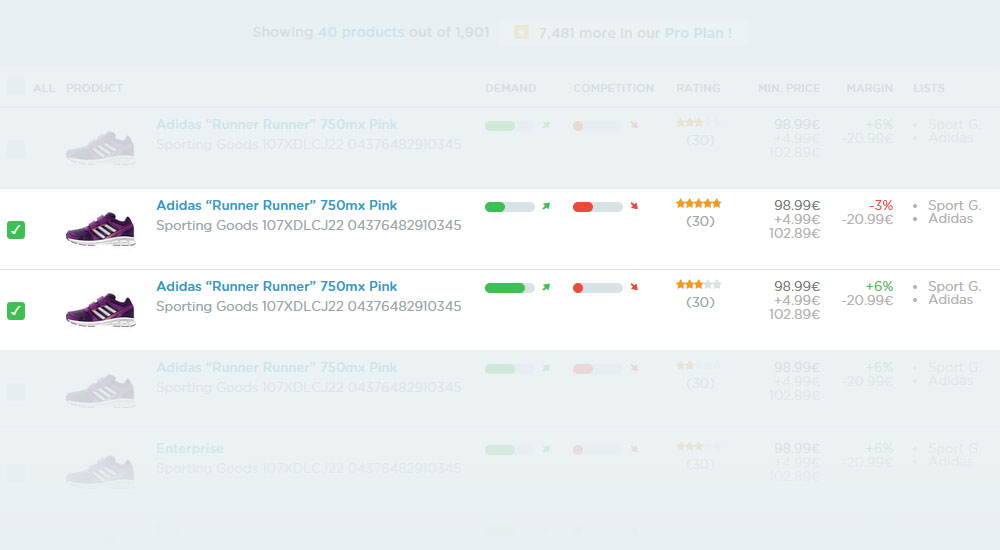 Showing 40 products out of 1,901 7,481 more in our Pro Plan !
ALL PRODUCT DEMAND COMPETITION RATING MIN. PRICE MARGIN LISTS
Adidas “Runner Runner” 750mx Pink 98.99€ +6% • Sport G.
Sporting Goods 107XDLCJ22 04376482910345 (30) +4.99€ -20.99€ • Adidas
102.89€
Adidas “Runner Runner” 750mx Pink 98.99€ -3% • Sport G.
Sporting Goods 107XDLCJ22 04376482910345 (30) +4.99€ -20.99€ • Adidas
102.89€
Adidas “Runner Runner” 750mx Pink 98.99€ +6% • Sport G.
Sporting Goods 107XDLCJ22 04376482910345 (30) +4.99€ -20.99€ • Adidas
102.89€
Adidas “Runner Runner” 750mx Pink 98.99€ +6% • Sport G.
Sporting Goods 107XDLCJ22 04376482910345 (30) +4.99€ -20.99€ • Adidas
102.89€
Enterprise 98.99€ +6% • Sport G.
Sporting Goods 107XDLCJ22 04376482910345 (30) +4.99€ -20.99€ • Adidas
102.89€